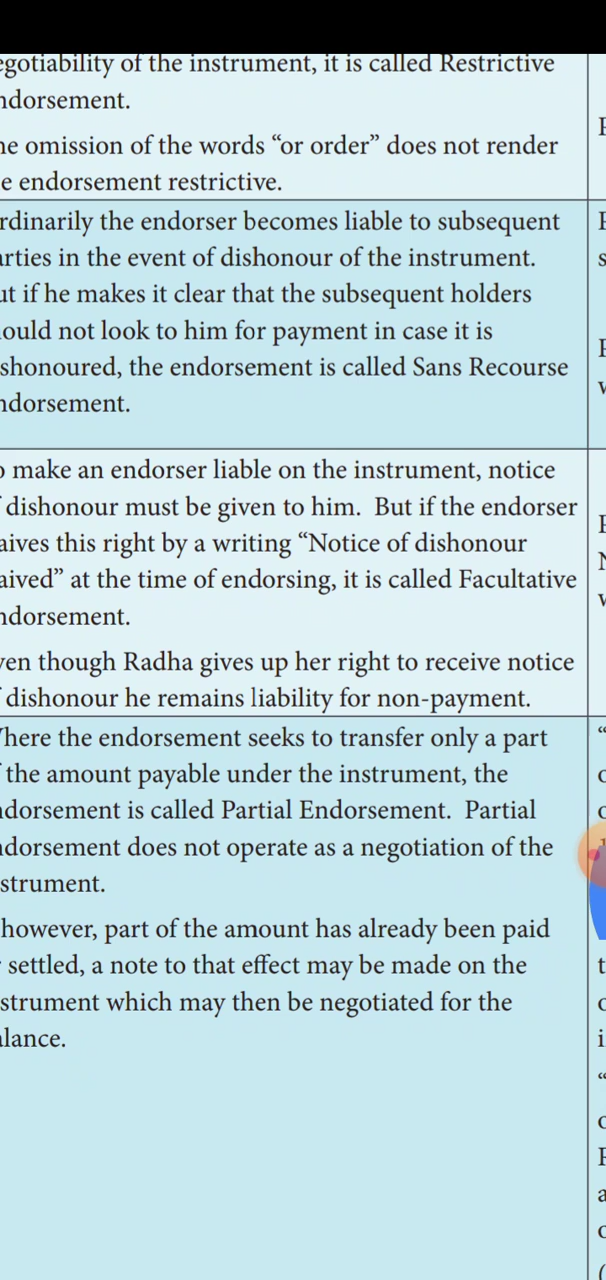 egotiability of the instrument, it is called Restrictive
ndorsement.
ne omission of the words “or order” does not render
e endorsement restrictive.
rdinarily the endorser becomes liable to subsequent
arties in the event of dishonour of the instrument.
ut if he makes it clear that the subsequent holders
ould not look to him for payment in case it is
shonoured, the endorsement is called Sans Recourse
ndorsement.
o make an endorser liable on the instrument, notice
f dishonour must be given to him. But if the endorser
aives this right by a writing “Notice of dishonour
aived” at the time of endorsing, it is called Facultative
ndorsement.
ven though Radha gives up her right to receive notice
f dishonour he remains liability for non-payment.
here the endorsement seeks to transfer only a part
f the amount payable under the instrument, the
ndorsement is called Partial Endorsement. Partial
ndorsement does not operate as a negotiation of the
strument.
however, part of the amount has already been paid
r settled, a note to that effect may be made on the
strument which may then be negotiated for the
alance.